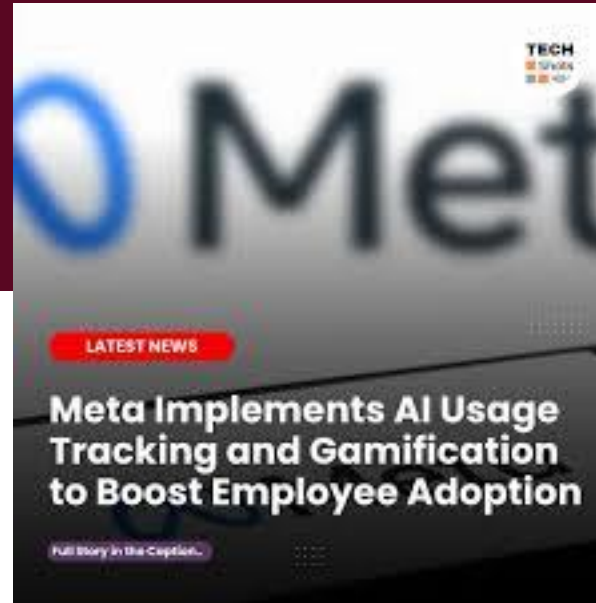 TECH
Shots
Met
LATEST NEWS
Meta Implements AI Usage
Tracking and Gamification
to Boost Employee Adoption
Full Story in the Caption...